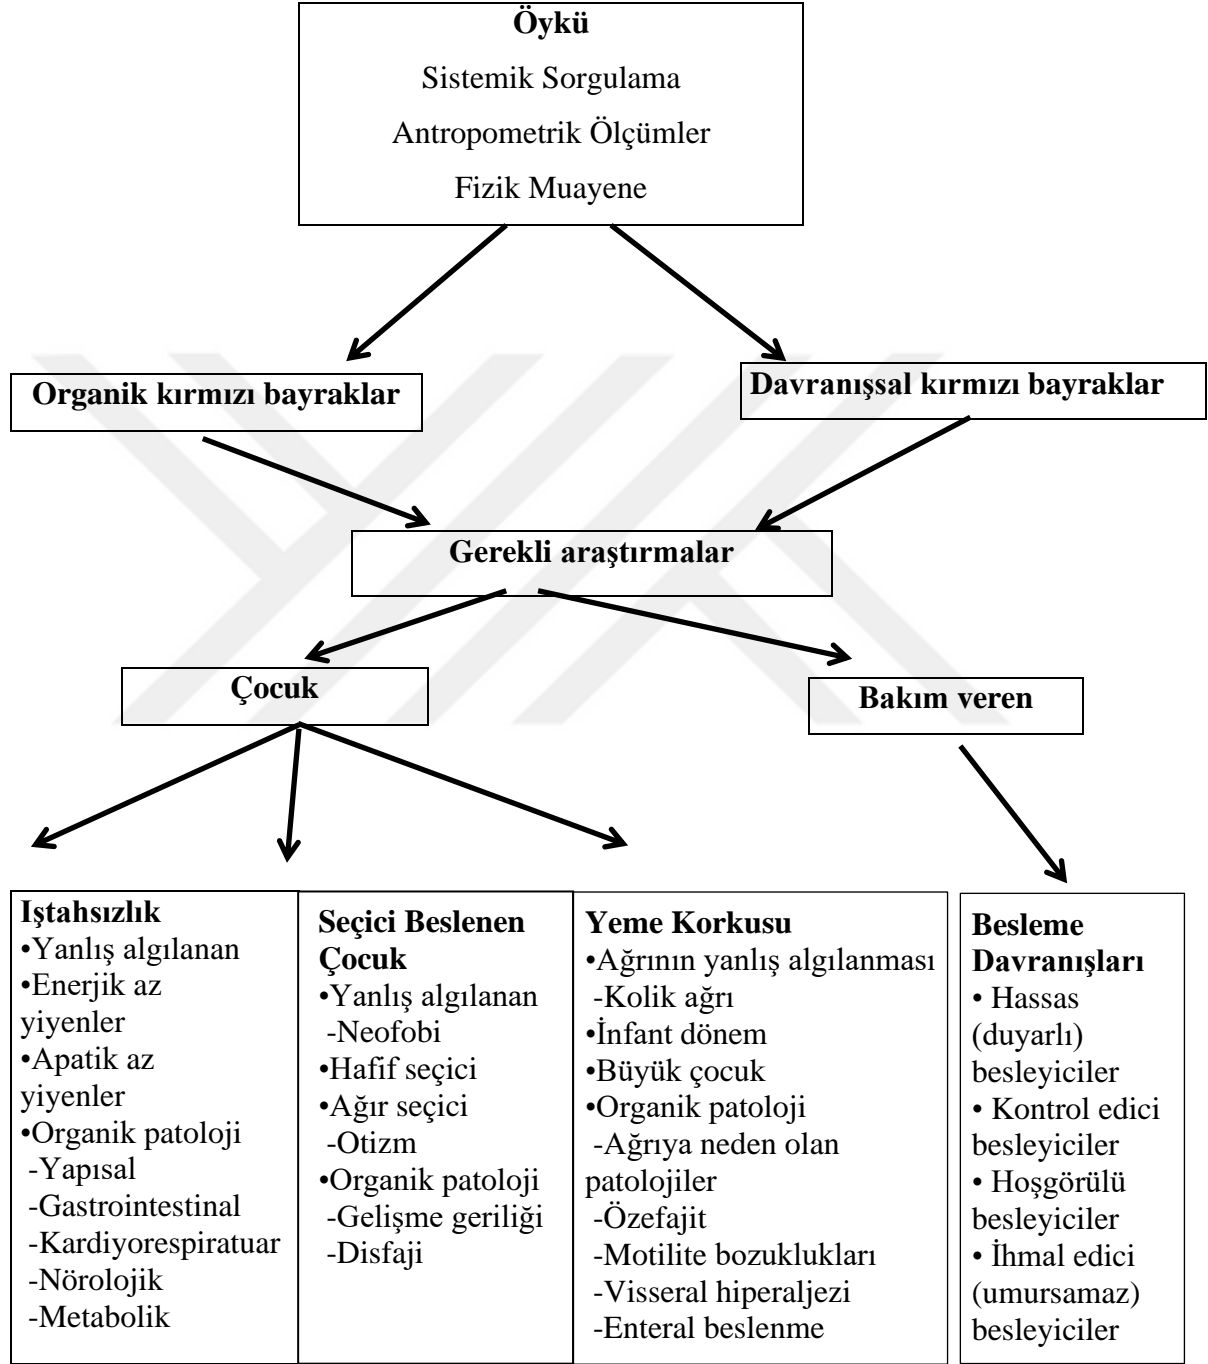 Öykü
Sistemik Sorgulama
Antropometrik Ölçümler
Fizik Muayene
Organik kırmızı bayraklar
Davranışsal kırmızı bayraklar
Gerekli araştırmalar
Çocuk
Bakım veren
Iştahsızlık
•Yanlış algılanan
•Enerjik az
yiyenler
•Apatik az
yiyenler
•Organik patoloji
-Yapısal
-Gastrointestinal
-Kardiyorespiratuar
-Nörolojik
-Metabolik
Seçici Beslenen
Çocuk
•Yanlış algılanan
-Neofobi
•Hafif seçici
•Ağır seçici
-Otizm
•Organik patoloji
-Gelişme geriliği
-Disfaji
Yeme Korkusu
•Ağrının yanlış algılanması
-Kolik ağrı
•İnfant dönem
•Büyük çocuk
•Organik patoloji
-Ağrıya neden olan
patolojiler
-Özefajit
-Motilite bozuklukları
-Visseral hiperaljezi
-Enteral beslenme
Besleme
Davranışları
• Hassas
(duyarlı)
besleyiciler
• Kontrol edici
besleyiciler
• Hoşgörülü
besleyiciler
• İhmal edici
(umursamaz)
besleyiciler